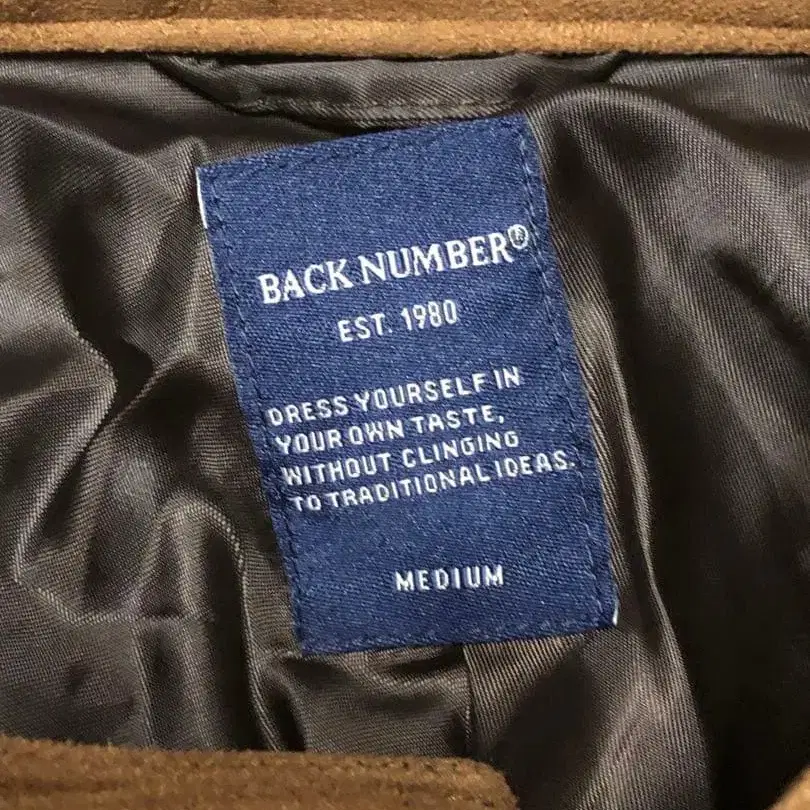 BACK NUMBER®
EST. 1980
DRESS YOURSELF IN
YOUR OWN TASTE,
WITHOUT CLINGING
TO TRADITIONAL IDEAS.
MEDIUM